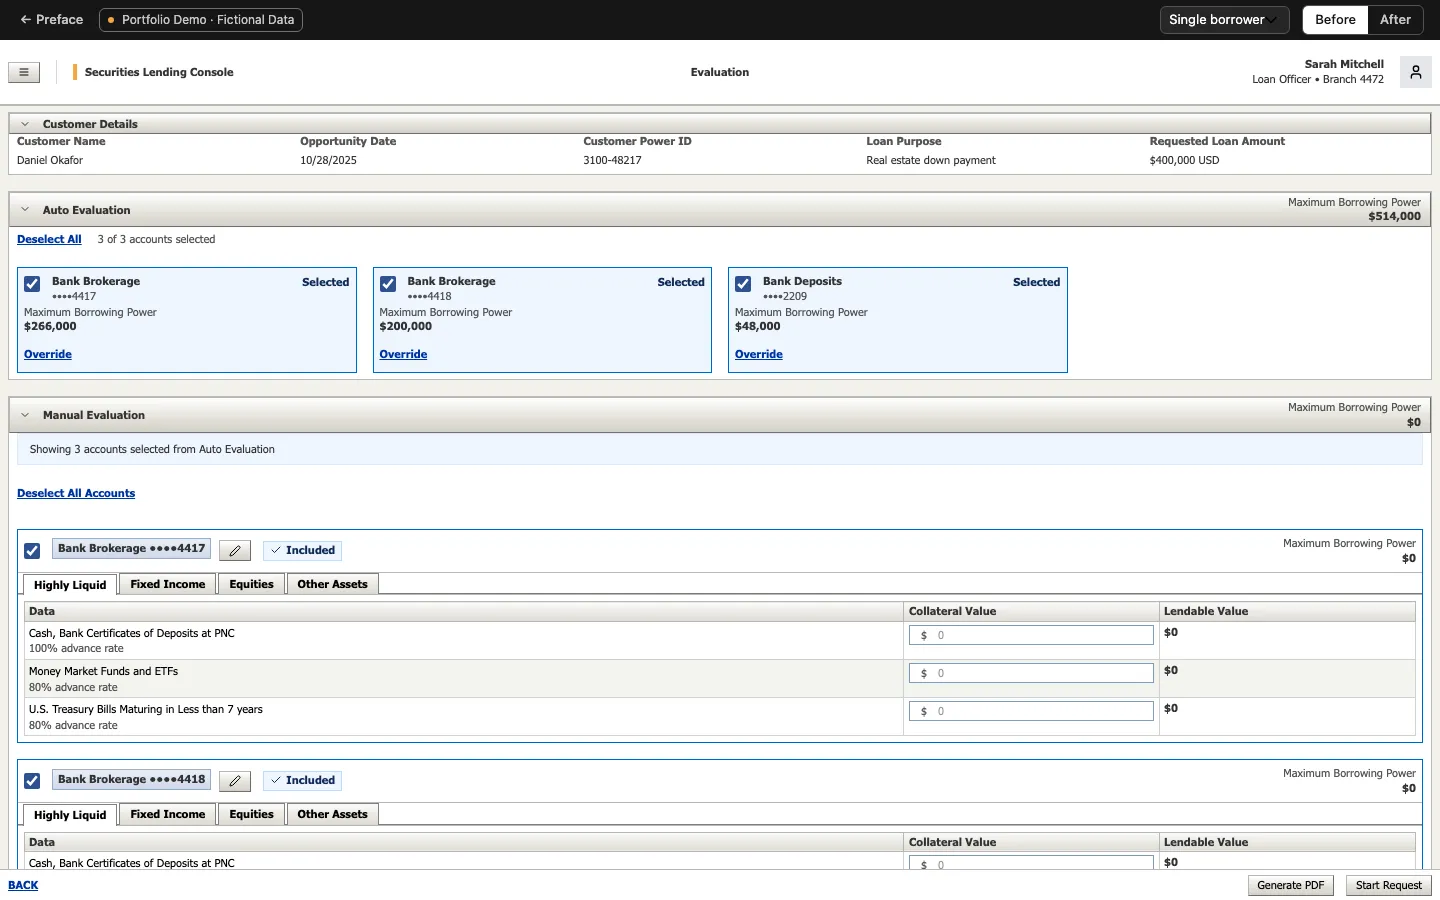 ← Preface
Portfolio Demo · Fictional Data
Single borrower
Before
After
Securities Lending Console
Evaluation
Sarah Mitchell
Loan Officer • Branch 4472
Customer Details
Customer Name
Opportunity Date
Customer Power ID
Loan Purpose
Requested Loan Amount
Daniel Okafor
10/28/2025
3100-48217
Real estate down payment
$400,000 USD
Auto Evaluation
Maximum Borrowing Power
$514,000
Deselect All
3 of 3 accounts selected
Bank Brokerage
Selected
••••4417
Maximum Borrowing Power
$266,000
Override
Bank Brokerage
Selected
••••4418
Maximum Borrowing Power
$200,000
Override
Bank Deposits
Selected
••••2209
Maximum Borrowing Power
$48,000
Override
Manual Evaluation
Maximum Borrowing Power
$0
Showing 3 accounts selected from Auto Evaluation
Deselect All Accounts
Bank Brokerage ••••4417
✓ Included
Maximum Borrowing Power
$0
Highly Liquid
Fixed Income
Equities
Other Assets
Data
Collateral Value
Lendable Value
Cash, Bank Certificates of Deposits at PNC
100% advance rate
$ 0
$0
Money Market Funds and ETFs
80% advance rate
$ 0
$0
U.S. Treasury Bills Maturing in Less than 7 years
80% advance rate
$ 0
$0
Bank Brokerage ••••4418
✓ Included
Maximum Borrowing Power
$0
Highly Liquid
Fixed Income
Equities
Other Assets
Data
Collateral Value
Lendable Value
Cash, Bank Certificates of Deposits at PNC
$ 0
$0
BACK
Generate PDF
Start Request